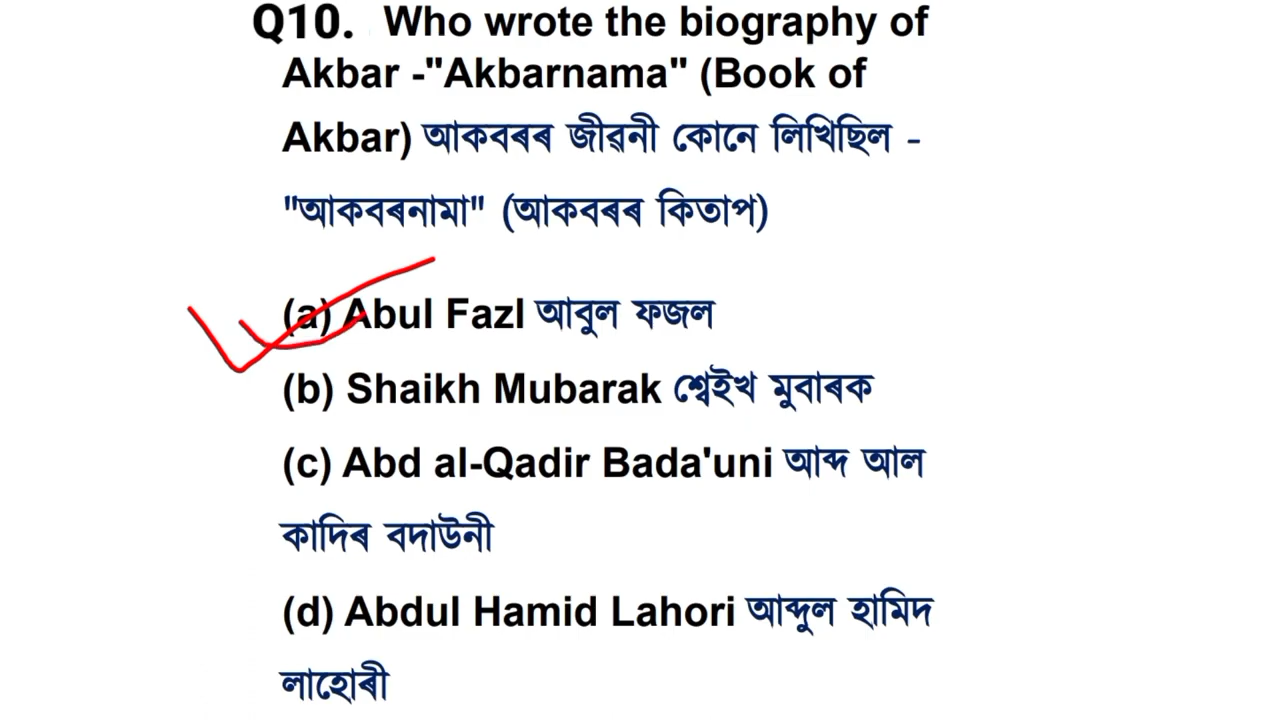 Q10. Who wrote the biography of
Akbar -"Akbarnama" (Book of
Akbar) আকবৰৰ জীৱনী কোনে লিখিছিল -
"আকবৰনামা" (আকবৰৰ কিতাপ)
(a) Abul Fazl আবুল ফজল
(b) Shaikh Mubarak শ্বেইখ মুবাৰক
(c) Abd al-Qadir Bada'uni আব্দ আল
কাদিৰ বদাউনী
(d) Abdul Hamid Lahori আব্দুল হামিদ
লাহোৰী